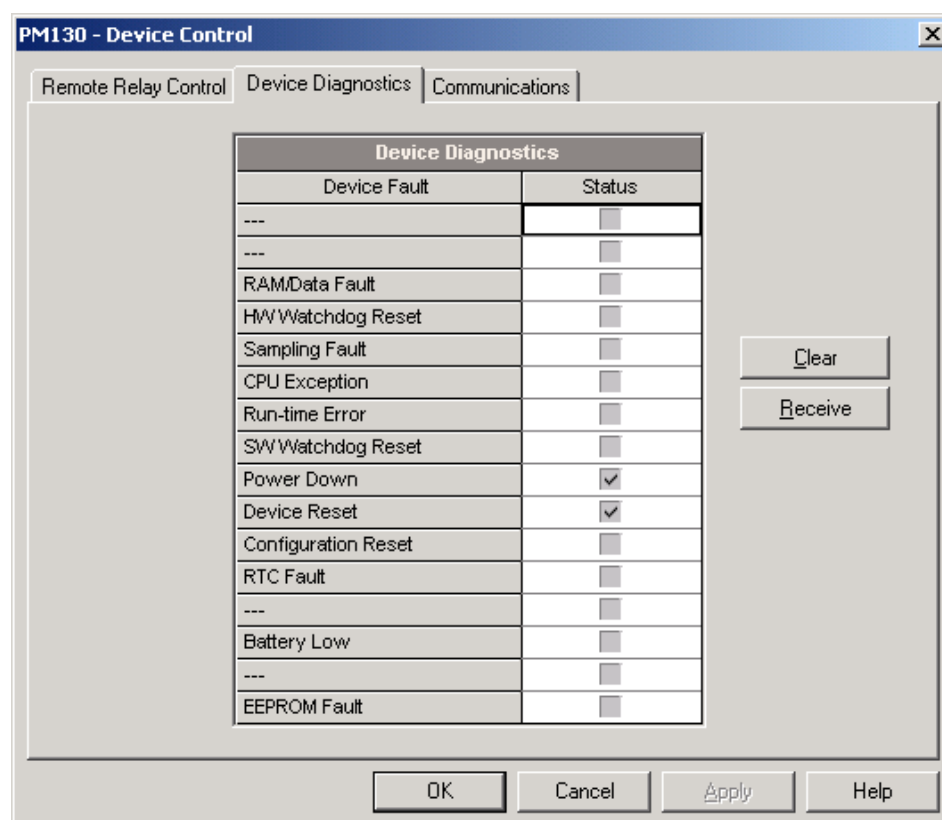 PM130 - Device Control
Remote Relay Control
Device Diagnostics
Communications
Device Diagnostics
Device Fault Status
---
---
RAM/Data Fault
HW Watchdog Reset
Sampling Fault
CPU Exception
Run-time Error
SW Watchdog Reset
Power Down
Device Reset
Configuration Reset
RTC Fault
---
Battery Low
---
EEPROM Fault
Clear
Receive
OK
Cancel
Apply
Help